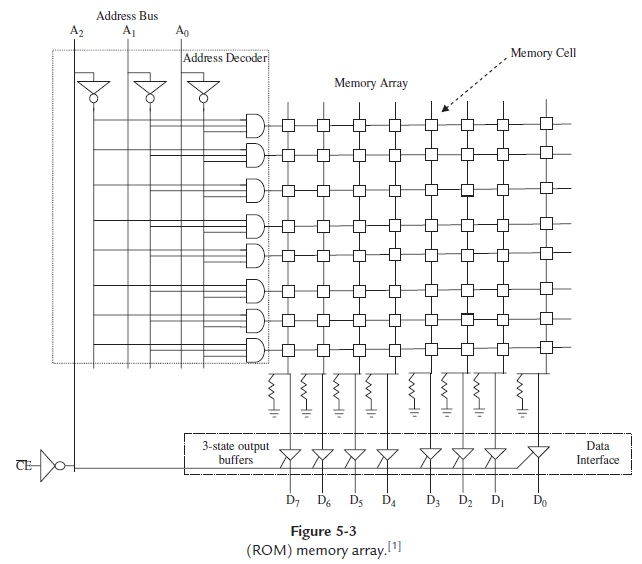 Address Bus
A2 A1 A0
Address Decoder
Memory Cell
Memory Array
3-state output
buffers
Data
Interface
CE
D7 D6 D5 D4 D3 D2 D1 D0
Figure 5-3
(ROM) memory array.[1]